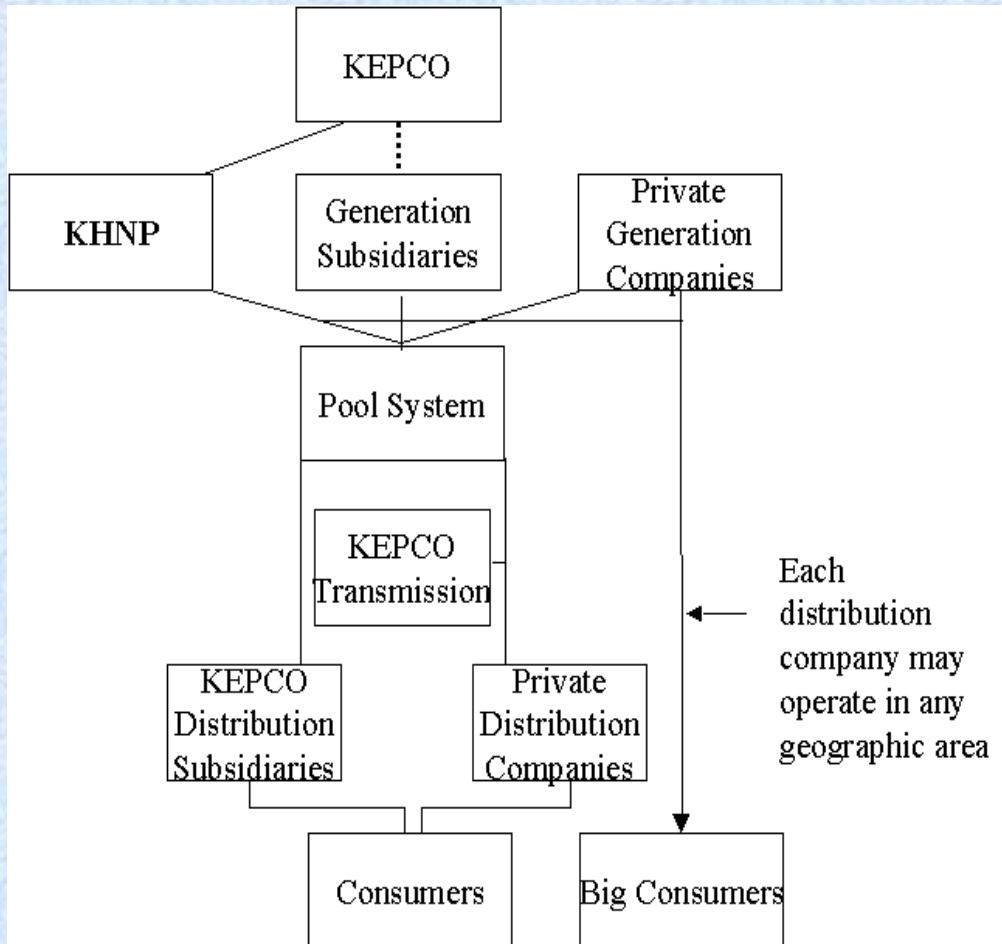 KEPCO
KHNP
Generation
Subsidiaries
Private
Generation
Companies
Pool System
KEPCO
Transmission
Each
distribution
company may
operate in any
geographic area
KEPCO
Distribution
Subsidiaries
Private
Distribution
Companies
Consumers
Big Consumers